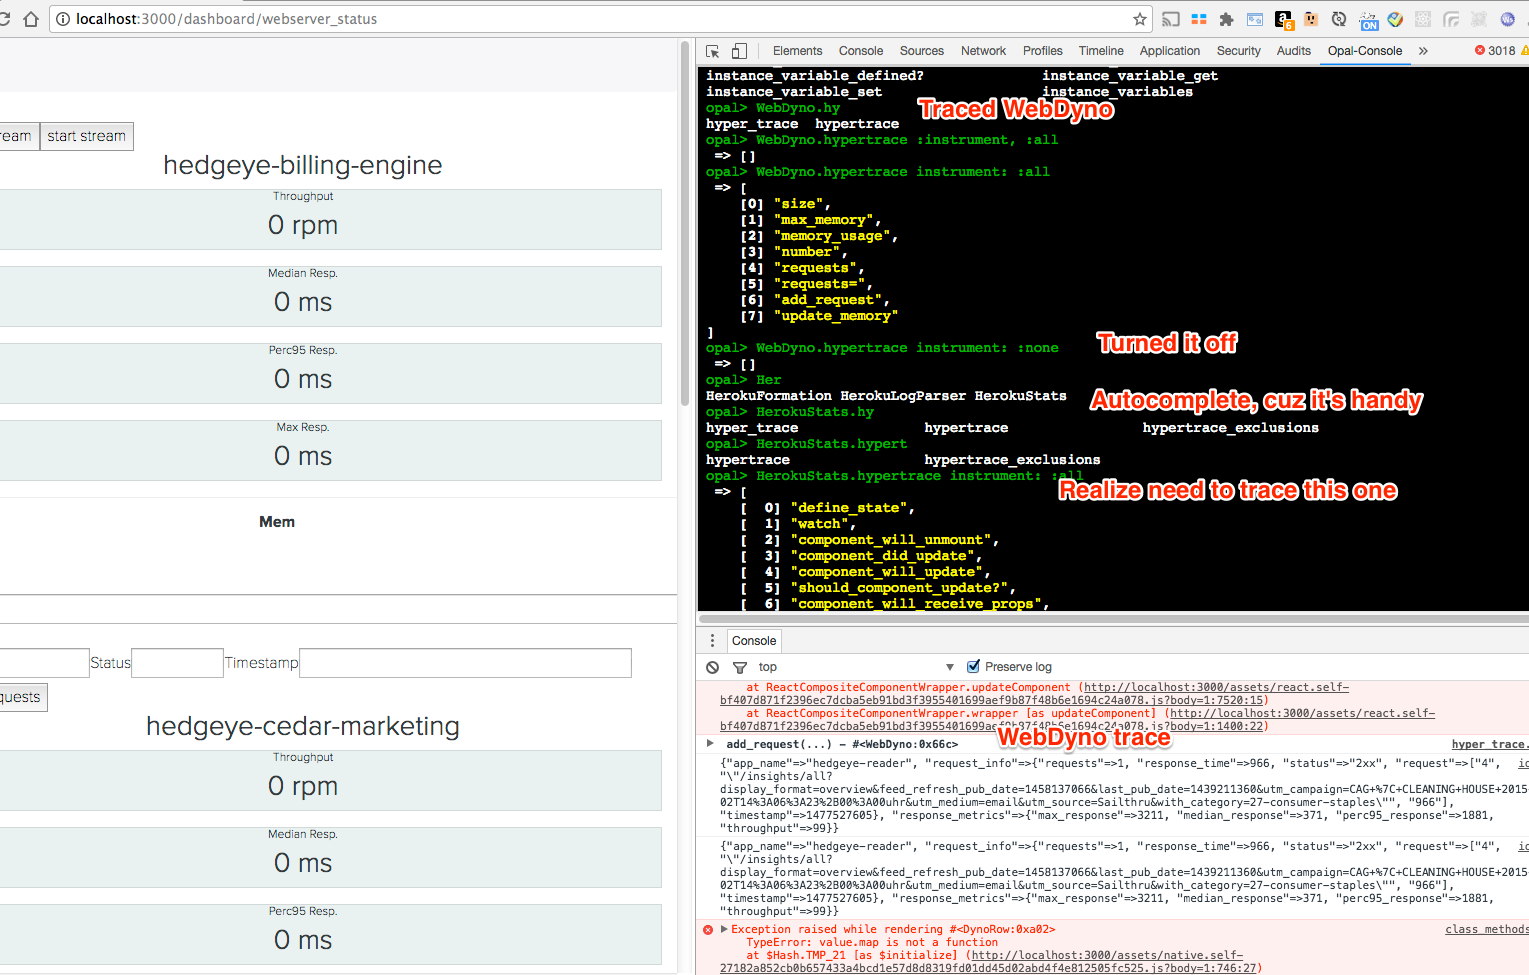 localhost:3000/dashboard/webserver_status
6
ON
Elements Console Sources Network Profiles Timeline Application Security Audits Opal-Console » 3018
ream
start stream
hedgeye-billing-engine
Throughput
0 rpm
Median Resp.
0 ms
Perc95 Resp.
0 ms
Max Resp.
0 ms
Mem
Status
Timestamp
quests
hedgeye-cedar-marketing
Throughput
0 rpm
Median Resp.
0 ms
Perc95 Resp.
0 ms
instance_variable_defined? instance_variable_get
instance_variable_set instance_variables
opal> WebDyno.hy
Traced WebDyno
hyper_trace hypertrace
opal> WebDyno.hypertrace :instrument, :all
=> []
opal> WebDyno.hypertrace instrument: :all
=> [
[0] "size",
[1] "max_memory",
[2] "memory_usage",
[3] "number",
[4] "requests",
[5] "requests=",
[6] "add_request",
[7] "update_memory"
]
opal> WebDyno.hypertrace instrument: :none
Turned it off
=> []
opal> Her
HerokuFormation HerokuLogParser HerokuStats
Autocomplete, cuz it's handy
opal> HerokuStats.hy
hyper_trace hypertrace hypertrace_exclusions
opal> HerokuStats.hypert
hypertrace hypertrace_exclusions
opal> HerokuStats.hypertrace instrument: :all
Realize need to trace this one
=> [
[ 0] "define_state",
[ 1] "watch",
[ 2] "component_will_unmount",
[ 3] "component_did_update",
[ 4] "component_will_update",
[ 5] "should_component_update?",
[ 6] "component_will_receive_props",
Console
top
Preserve log
at ReactCompositeComponentWrapper.updateComponent (http://localhost:3000/assets/react.self-
bf407d871f2396ec7dcba5eb91bd3f3955401699aef9b87f48b6e1694c24a078.js?body=1:7520:15)
at ReactCompositeComponentWrapper.wrapper [as updateComponent] (http://localhost:3000/assets/react.self-
bf407d871f2396ec7dcba5eb91bd3f3955401699aef9b87f48b6e1694c24a078.js?body=1:1400:22)
WebDyno trace
add_request(...) - #<WebDyno:0x66c> hyper_trace.
{"app_name"=>"hedgeye-reader", "request_info"=>{"requests"=>1, "response_time"=>966, "status"=>"2xx", "request"=>["4",
"\"/insights/all?
display_format=overview&feed_refresh_pub_date=1458137066&last_pub_date=1439211360&utm_campaign=CAG+%7C+CLEANING+HOUSE+2015-
02T14%3A06%3A23%2B00%3A00uhr&utm_medium=email&utm_source=Sailthru&with_category=27-consumer-staples\"", "966"],
"timestamp"=>1477527605}, "response_metrics"=>{"max_response"=>3211, "median_response"=>371, "perc95_response"=>1881,
"throughput"=>99}}
{"app_name"=>"hedgeye-reader", "request_info"=>{"requests"=>1, "response_time"=>966, "status"=>"2xx", "request"=>["4",
"\"/insights/all?
display_format=overview&feed_refresh_pub_date=1458137066&last_pub_date=1439211360&utm_campaign=CAG+%7C+CLEANING+HOUSE+2015-
02T14%3A06%3A23%2B00%3A00uhr&utm_medium=email&utm_source=Sailthru&with_category=27-consumer-staples\"", "966"],
"timestamp"=>1477527605}, "response_metrics"=>{"max_response"=>3211, "median_response"=>371, "perc95_response"=>1881,
"throughput"=>99}}
Exception raised while rendering #<DynoRow:0xa02> class_methods
TypeError: value.map is not a function
at $Hash.TMP_21 [as $initialize] (http://localhost:3000/assets/native.self-
27182a852cb0b657433a4bcd1e57d8d8319fd01dd45d02abd4f4e812505fc525.js?body=1:746:27)